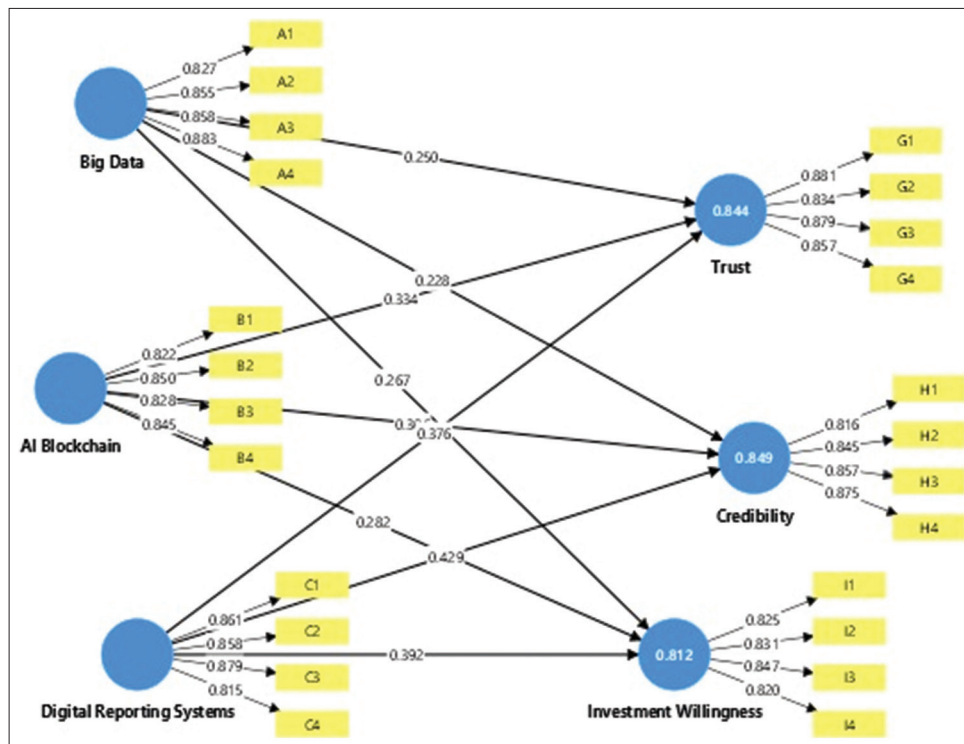 A1
0.827
A2
0.855
0.858
A3
0.883
A4
Big Data
0.250
G1
0.881
G2
0.834
0.844
0.879
G3
0.857
G4
Trust
0.228
0.334
B1
0.822
B2
0.850
0.828
B3
0.845
B4
AI Blockchain
0.267
0.376
H1
0.816
H2
0.845
0.849
0.857
H3
0.875
H4
Credibility
0.282
0.429
C1
0.861
C2
0.858
0.879
C3
0.815
C4
Digital Reporting Systems
0.392
I1
0.825
I2
0.831
0.812
0.847
I3
0.820
I4
Investment Willingness